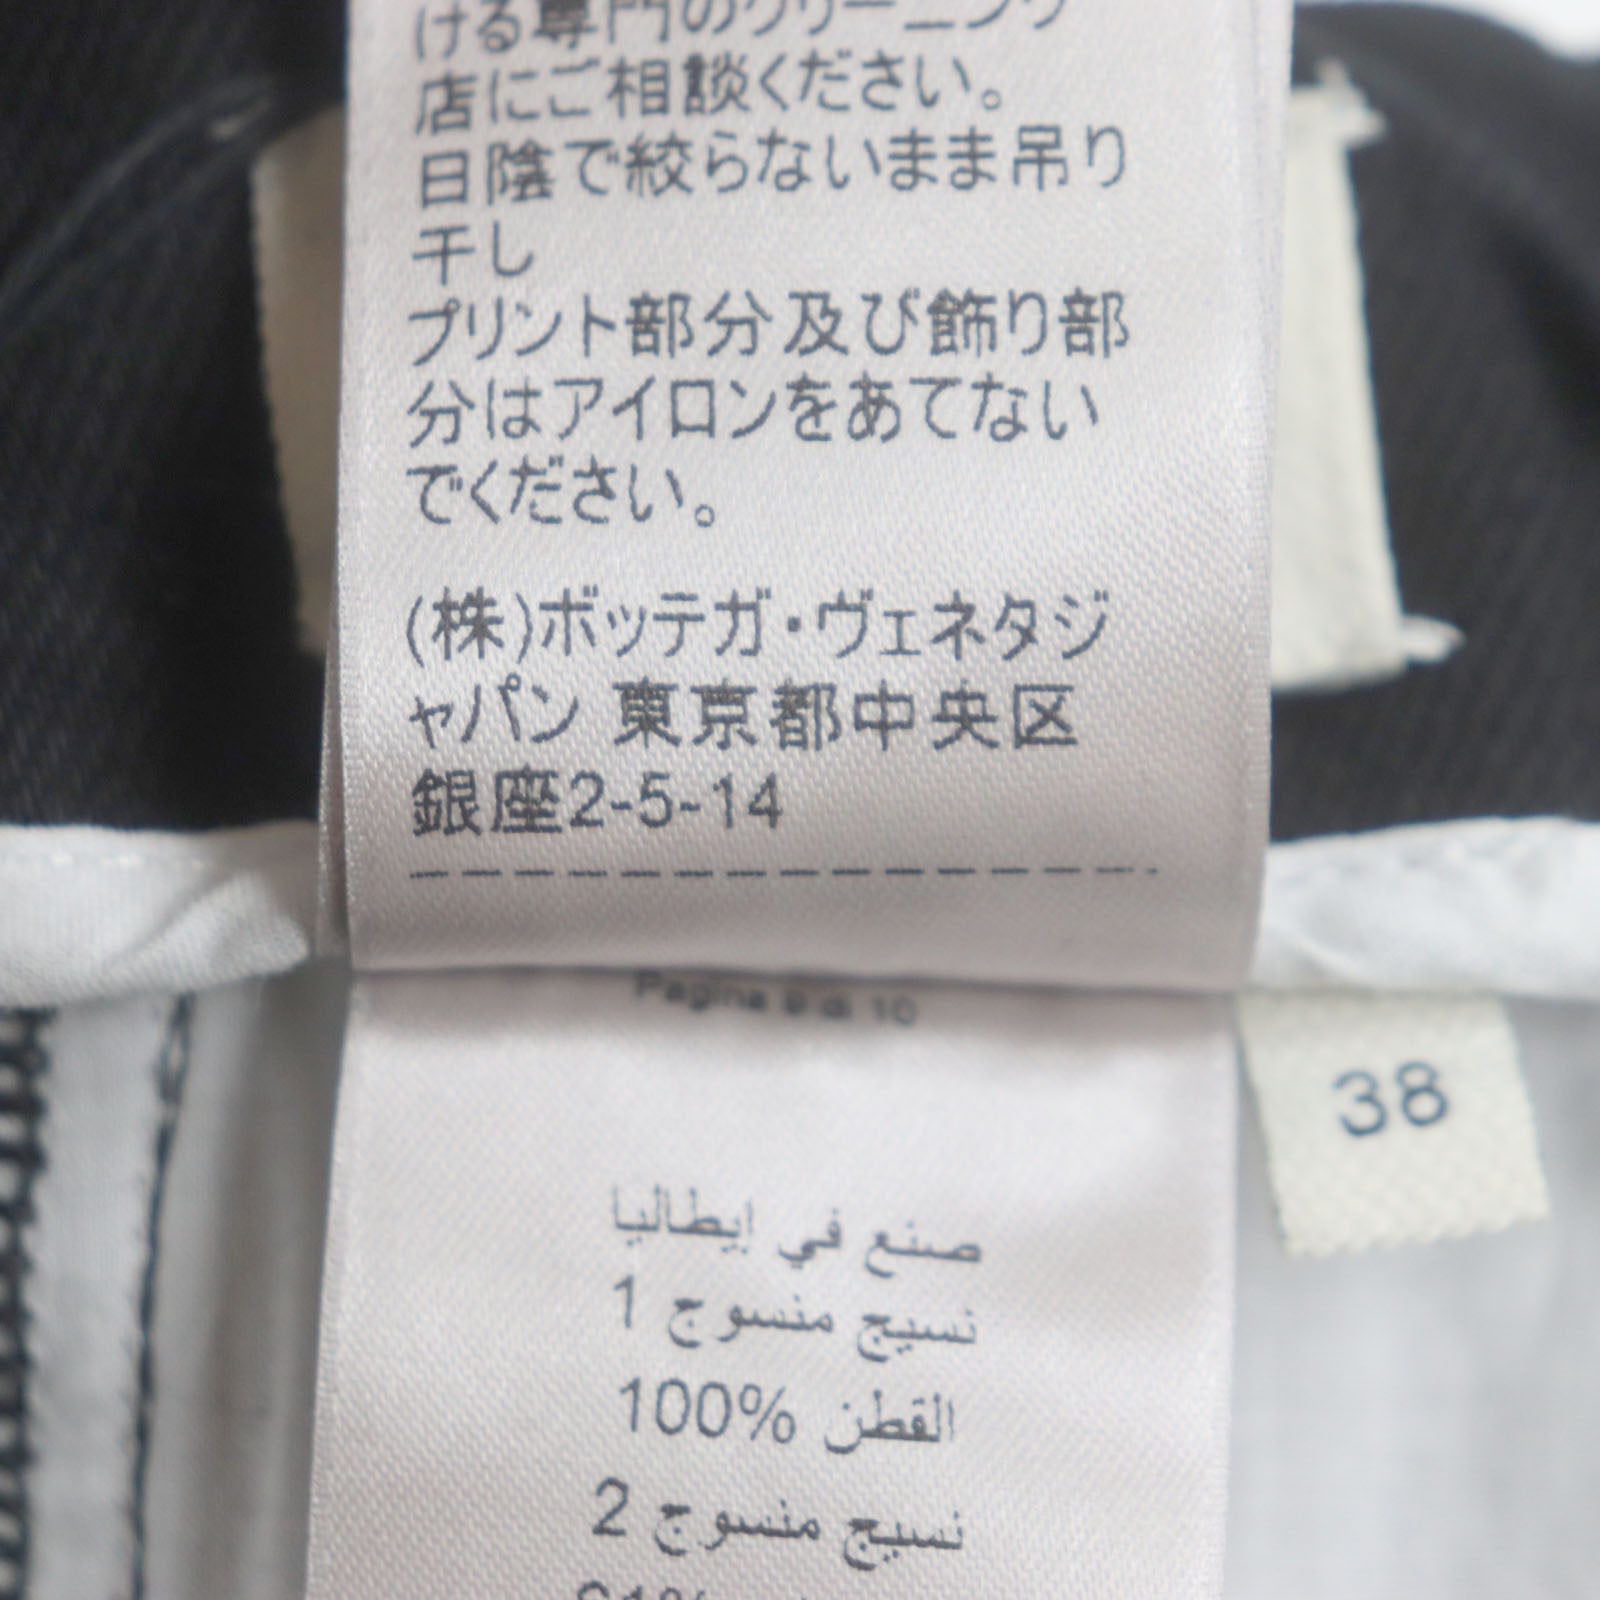 ける専門のクリーニング
店にご相談ください。
日陰で絞らないまま吊り
干し
プリント部分及び飾り部
分はアイロンをあてない
でください。
(株)ボッテガ・ヴェネタジ
ャパン 東京都中央区
銀座2-5-14
Pagina 9 di 10
38
صنع في إيطاليا
نسيج منسوج 1
القطن 100%
نسيج منسوج 2